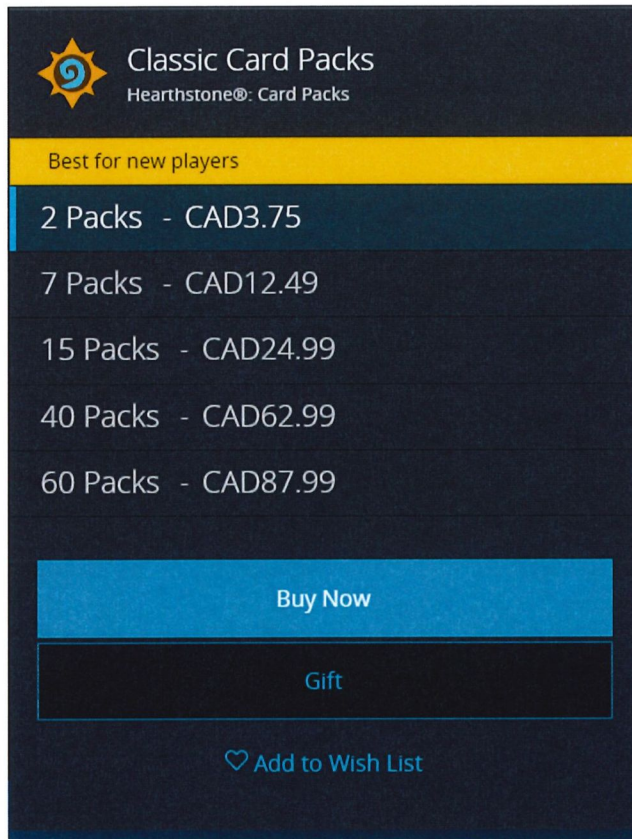 Classic Card Packs
Hearthstone®: Card Packs
Best for new players
2 Packs - CAD3.75
7 Packs - CAD12.49
15 Packs - CAD24.99
40 Packs - CAD62.99
60 Packs - CAD87.99
Buy Now
Gift
♡ Add to Wish List